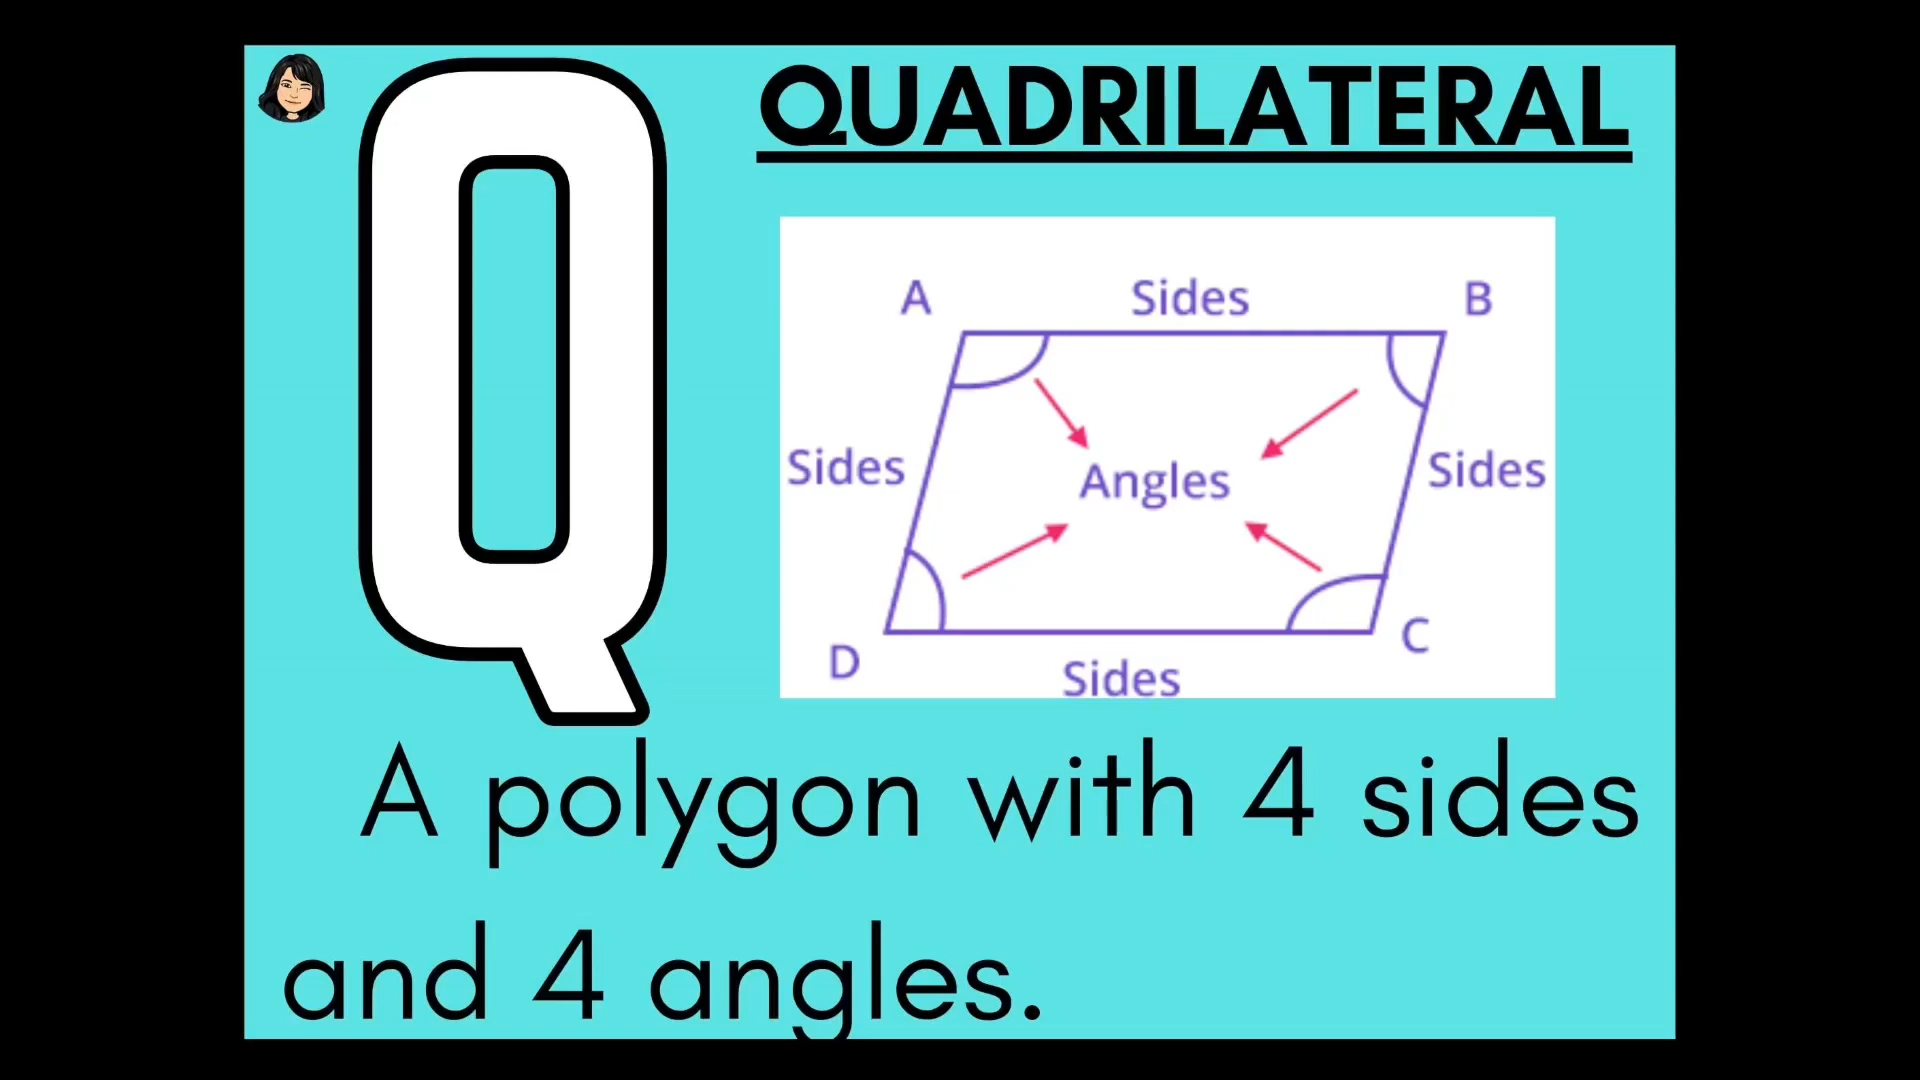 Q
QUADRILATERAL
A Sides B
Sides Angles Sides
D Sides C
A polygon with 4 sides
and 4 angles.